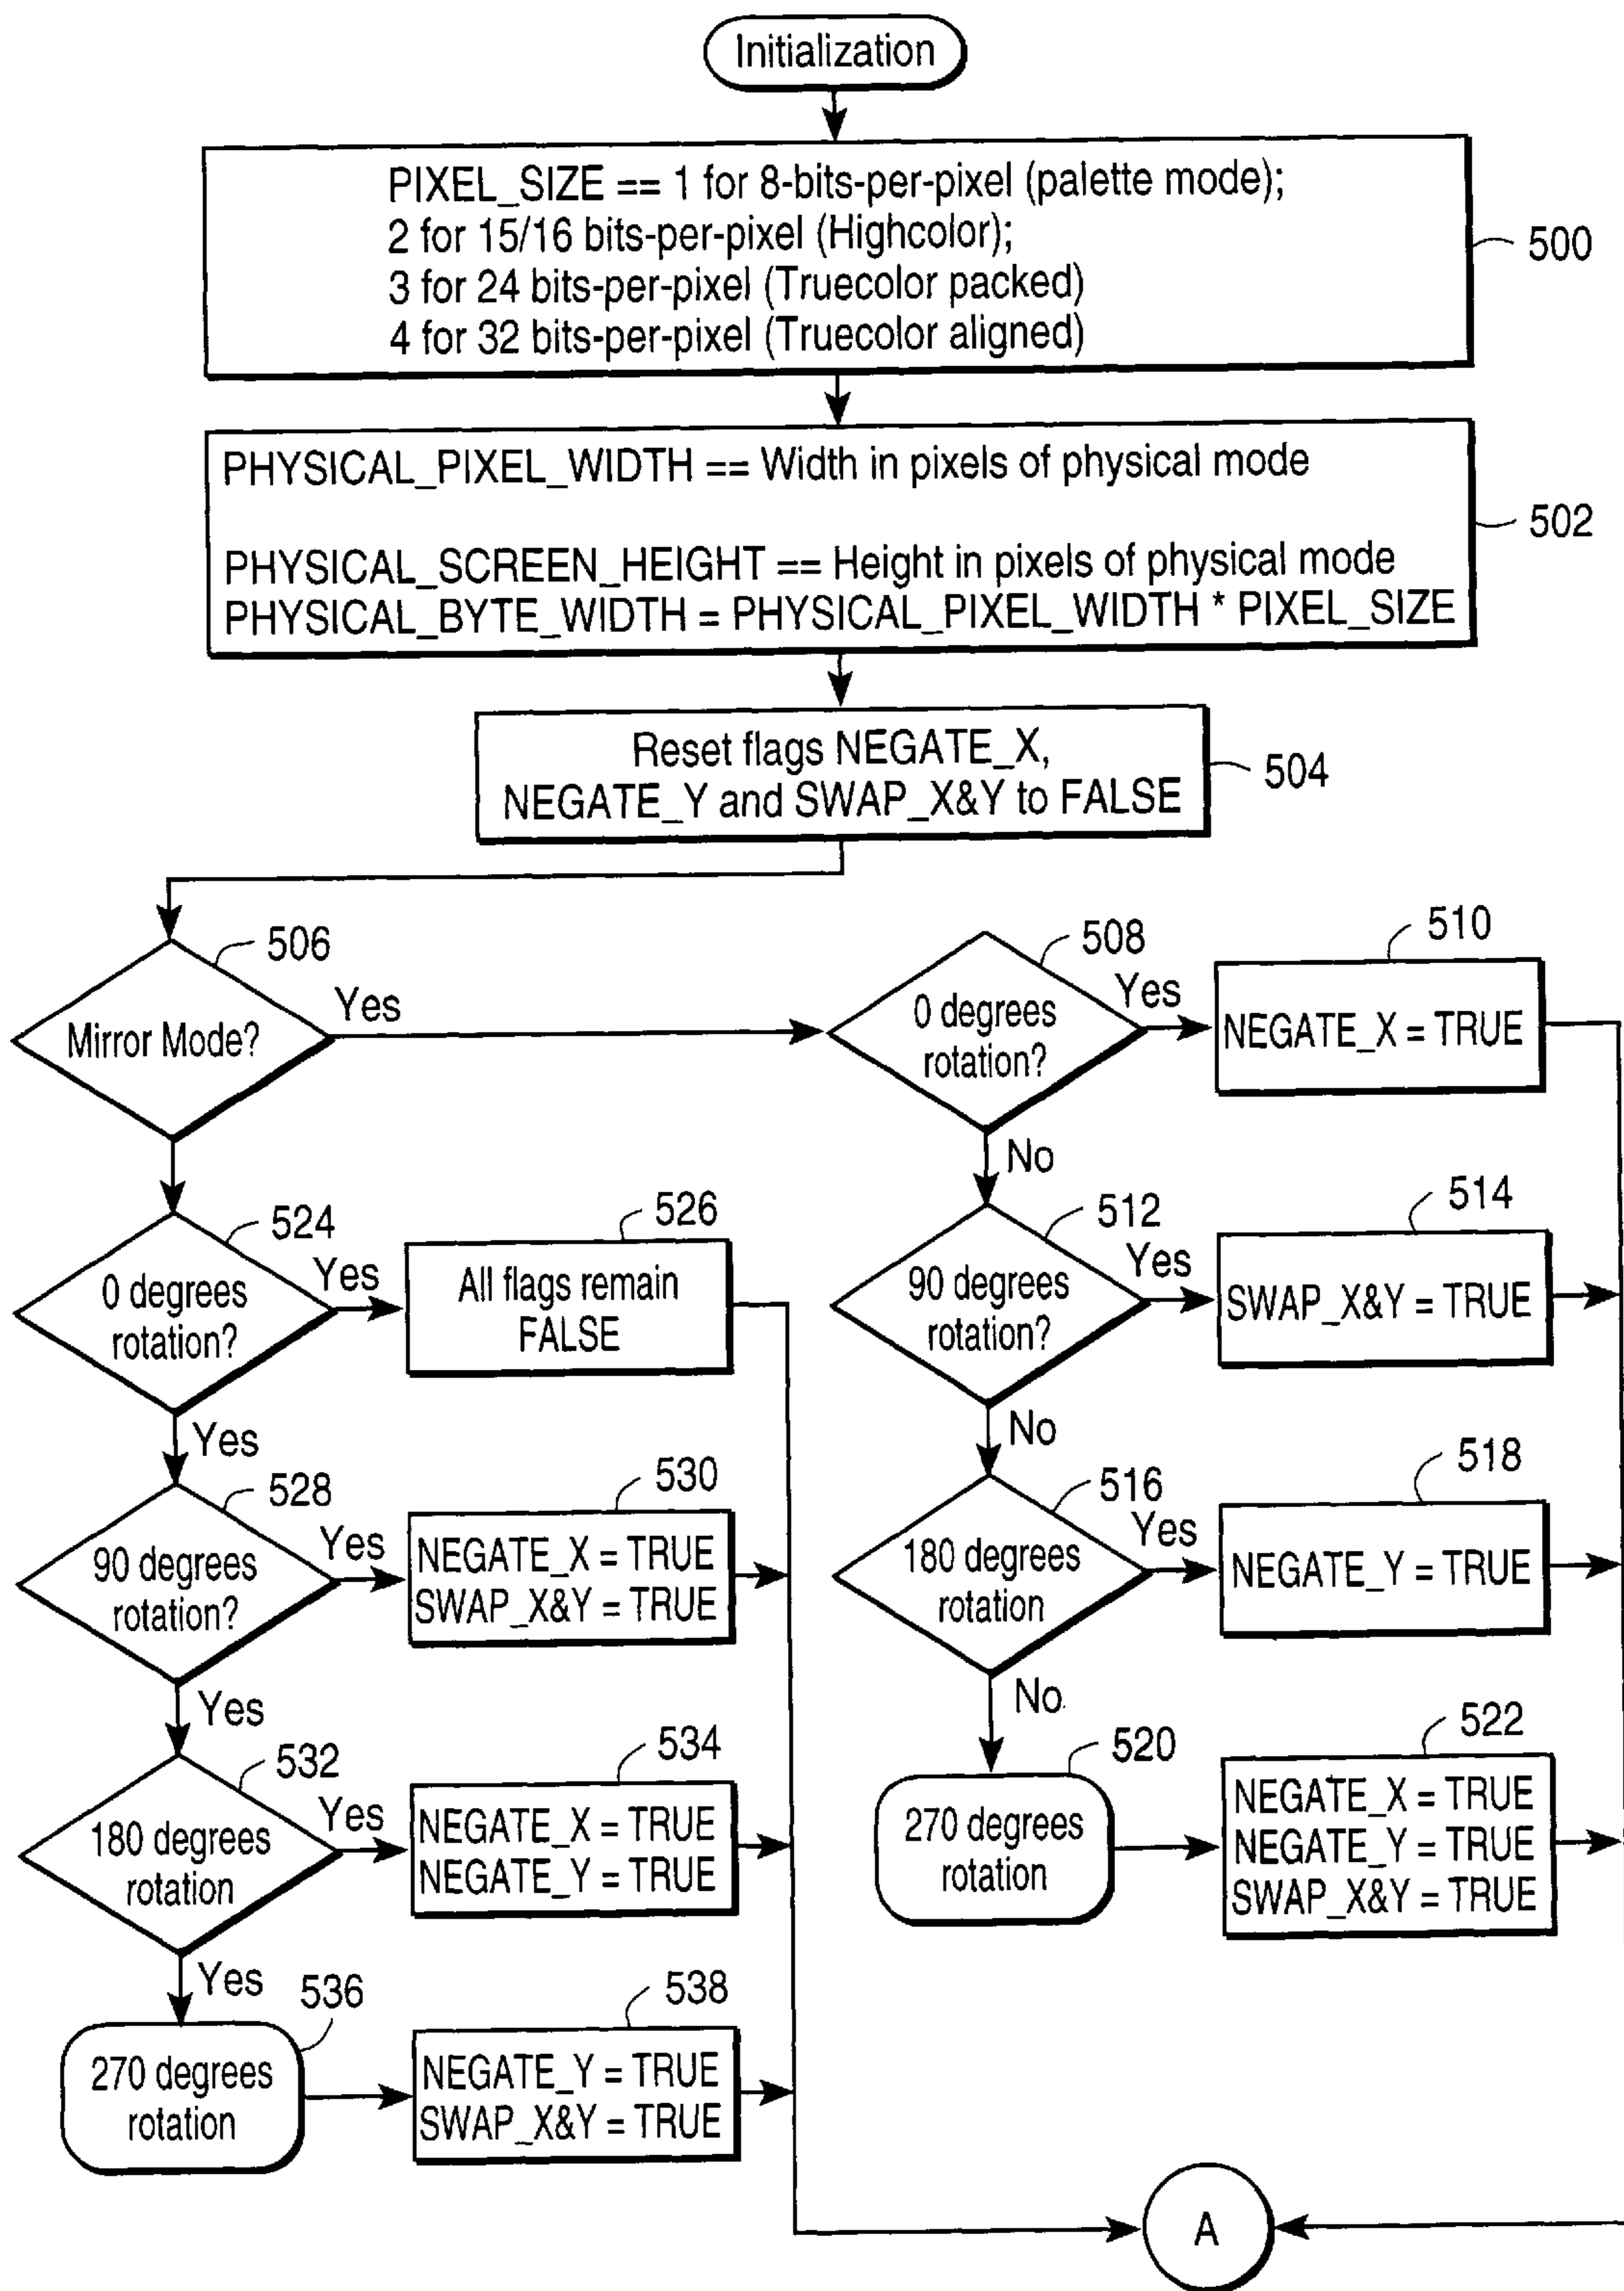 Initialization
PIXEL_SIZE == 1 for 8-bits-per-pixel (palette mode);
2 for 15/16 bits-per-pixel (Highcolor);
3 for 24 bits-per-pixel (Truecolor packed)
4 for 32 bits-per-pixel (Truecolor aligned)
500
PHYSICAL_PIXEL_WIDTH == Width in pixels of physical mode
PHYSICAL_SCREEN_HEIGHT == Height in pixels of physical mode
PHYSICAL_BYTE_WIDTH = PHYSICAL_PIXEL_WIDTH * PIXEL_SIZE
502
Reset flags NEGATE_X,
NEGATE_Y and SWAP_X&Y to FALSE
504
506
Mirror Mode?
Yes
508
0 degrees
rotation?
Yes
510
NEGATE_X = TRUE
No
524
0 degrees
rotation?
Yes
526
All flags remain
FALSE
512
90 degrees
rotation?
Yes
514
SWAP_X&Y = TRUE
Yes
No
528
90 degrees
rotation?
Yes
530
NEGATE_X = TRUE
SWAP_X&Y = TRUE
516
180 degrees
rotation
Yes
518
NEGATE_Y = TRUE
Yes
No
532
180 degrees
rotation
Yes
534
NEGATE_X = TRUE
NEGATE_Y = TRUE
520
270 degrees
rotation
522
NEGATE_X = TRUE
NEGATE_Y = TRUE
SWAP_X&Y = TRUE
Yes
536
270 degrees
rotation
538
NEGATE_Y = TRUE
SWAP_X&Y = TRUE
A